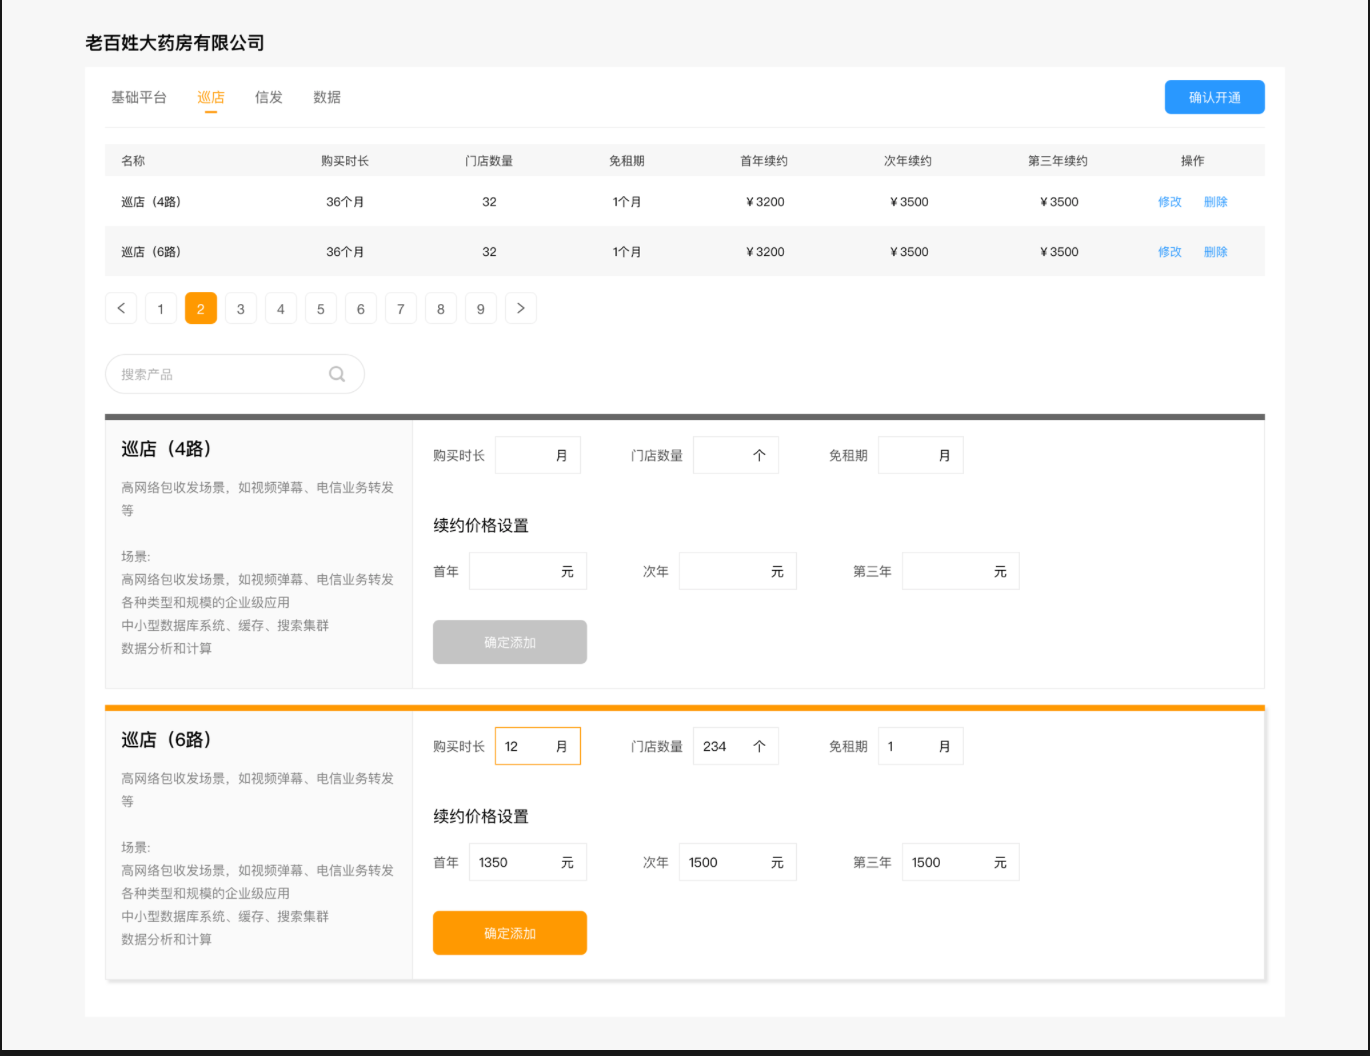 老百姓大药房有限公司
基础平台 巡店 信发 数据 确认开通
名称 购买时长 门店数量 免租期 首年续约 次年续约 第三年续约 操作
巡店（4路） 36个月 32 1个月 ¥3200 ¥3500 ¥3500 修改 删除
巡店（6路） 36个月 32 1个月 ¥3200 ¥3500 ¥3500 修改 删除
< 1 2 3 4 5 6 7 8 9 >
搜索产品
巡店（4路）
高网络包收发场景，如视频弹幕、电信业务转发
等
场景:
高网络包收发场景，如视频弹幕、电信业务转发
各种类型和规模的企业级应用
中小型数据库系统、缓存、搜索集群
数据分析和计算
购买时长 月 门店数量 个 免租期 月
续约价格设置
首年 元 次年 元 第三年 元
确定添加
巡店（6路）
高网络包收发场景，如视频弹幕、电信业务转发
等
场景:
高网络包收发场景，如视频弹幕、电信业务转发
各种类型和规模的企业级应用
中小型数据库系统、缓存、搜索集群
数据分析和计算
购买时长 12 月 门店数量 234 个 免租期 1 月
续约价格设置
首年 1350 元 次年 1500 元 第三年 1500 元
确定添加